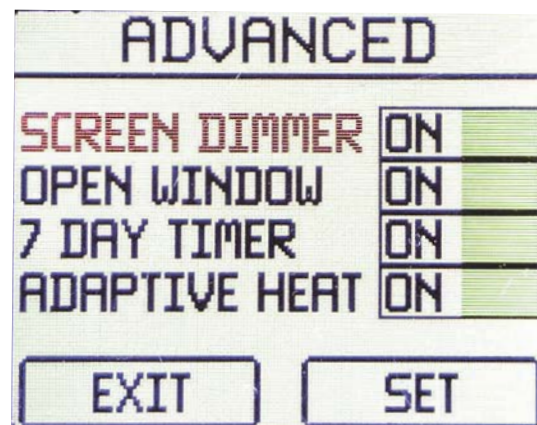 ADVANCED
SCREEN DIMMER ON
OPEN WINDOW ON
7 DAY TIMER ON
ADAPTIVE HEAT ON
EXIT SET